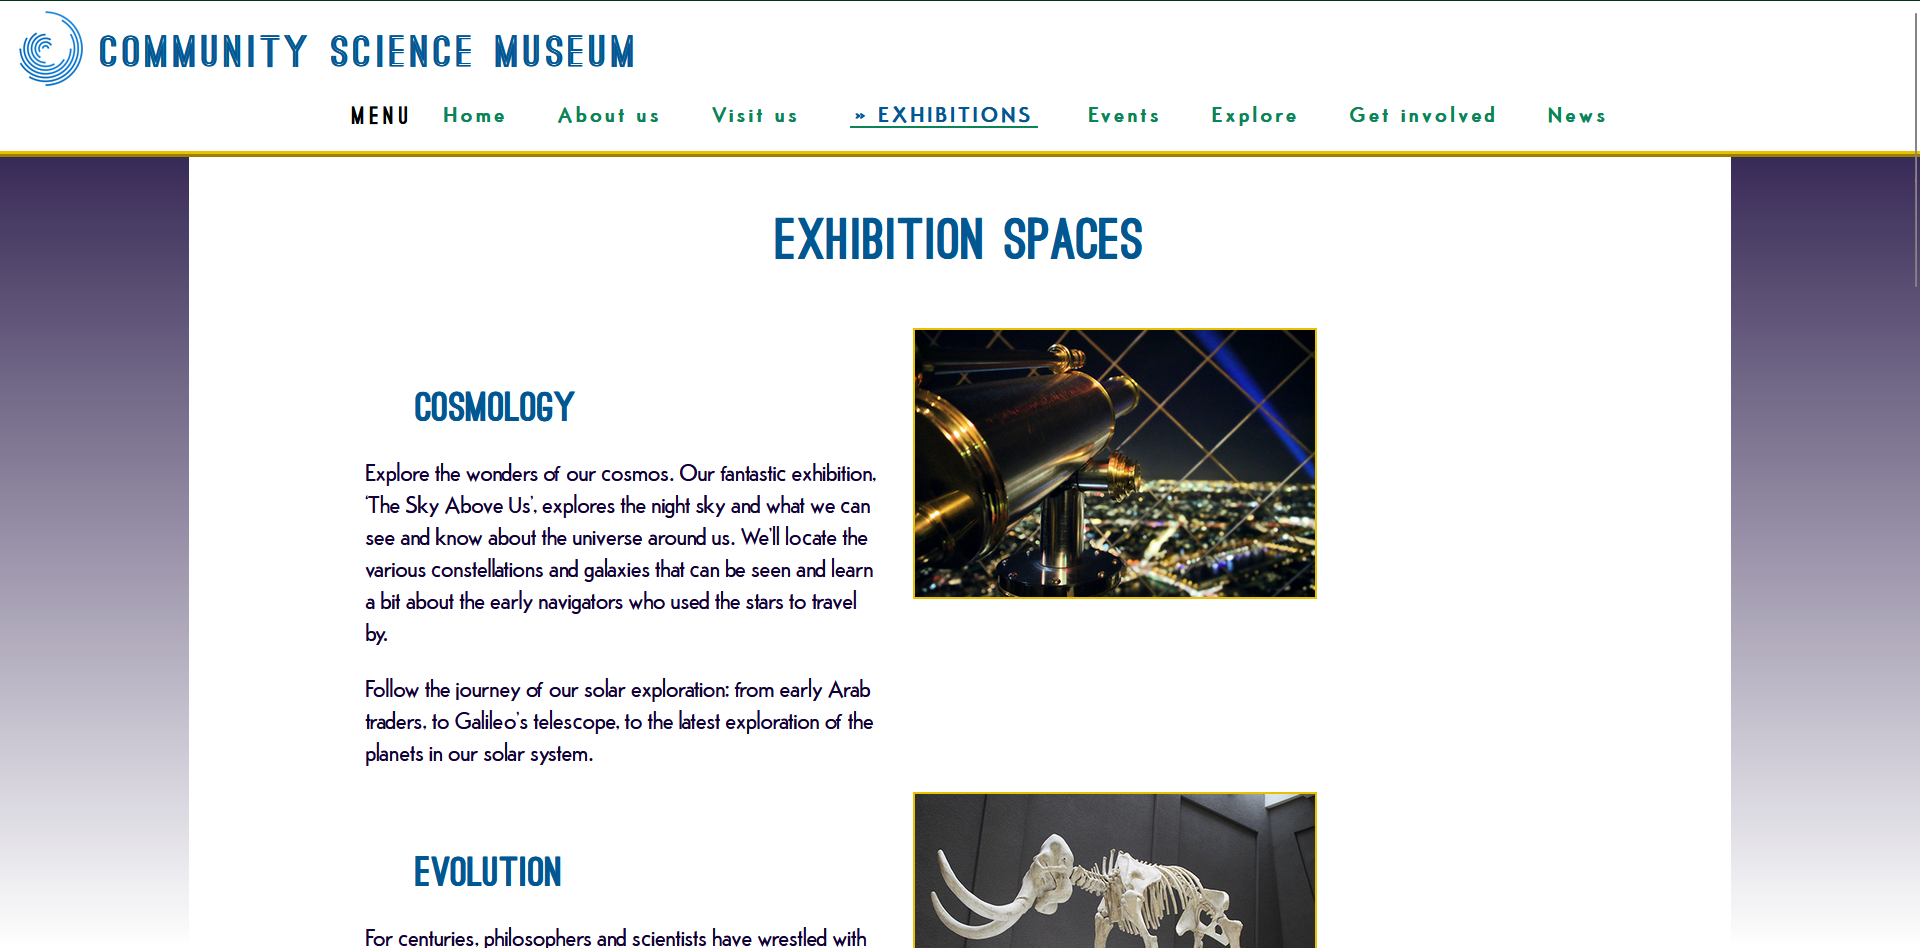 COMMUNITY SCIENCE MUSEUM
MENU Home About us Visit us » EXHIBITIONS Events Explore Get involved News
EXHIBITION SPACES
COSMOLOGY
Explore the wonders of our cosmos. Our fantastic exhibition,
‘The Sky Above Us’, explores the night sky and what we can
see and know about the universe around us. We’ll locate the
various constellations and galaxies that can be seen and learn
a bit about the early navigators who used the stars to travel
by.
Follow the journey of our solar exploration: from early Arab
traders, to Galileo’s telescope, to the latest exploration of the
planets in our solar system.
EVOLUTION
For centuries, philosophers and scientists have wrestled with